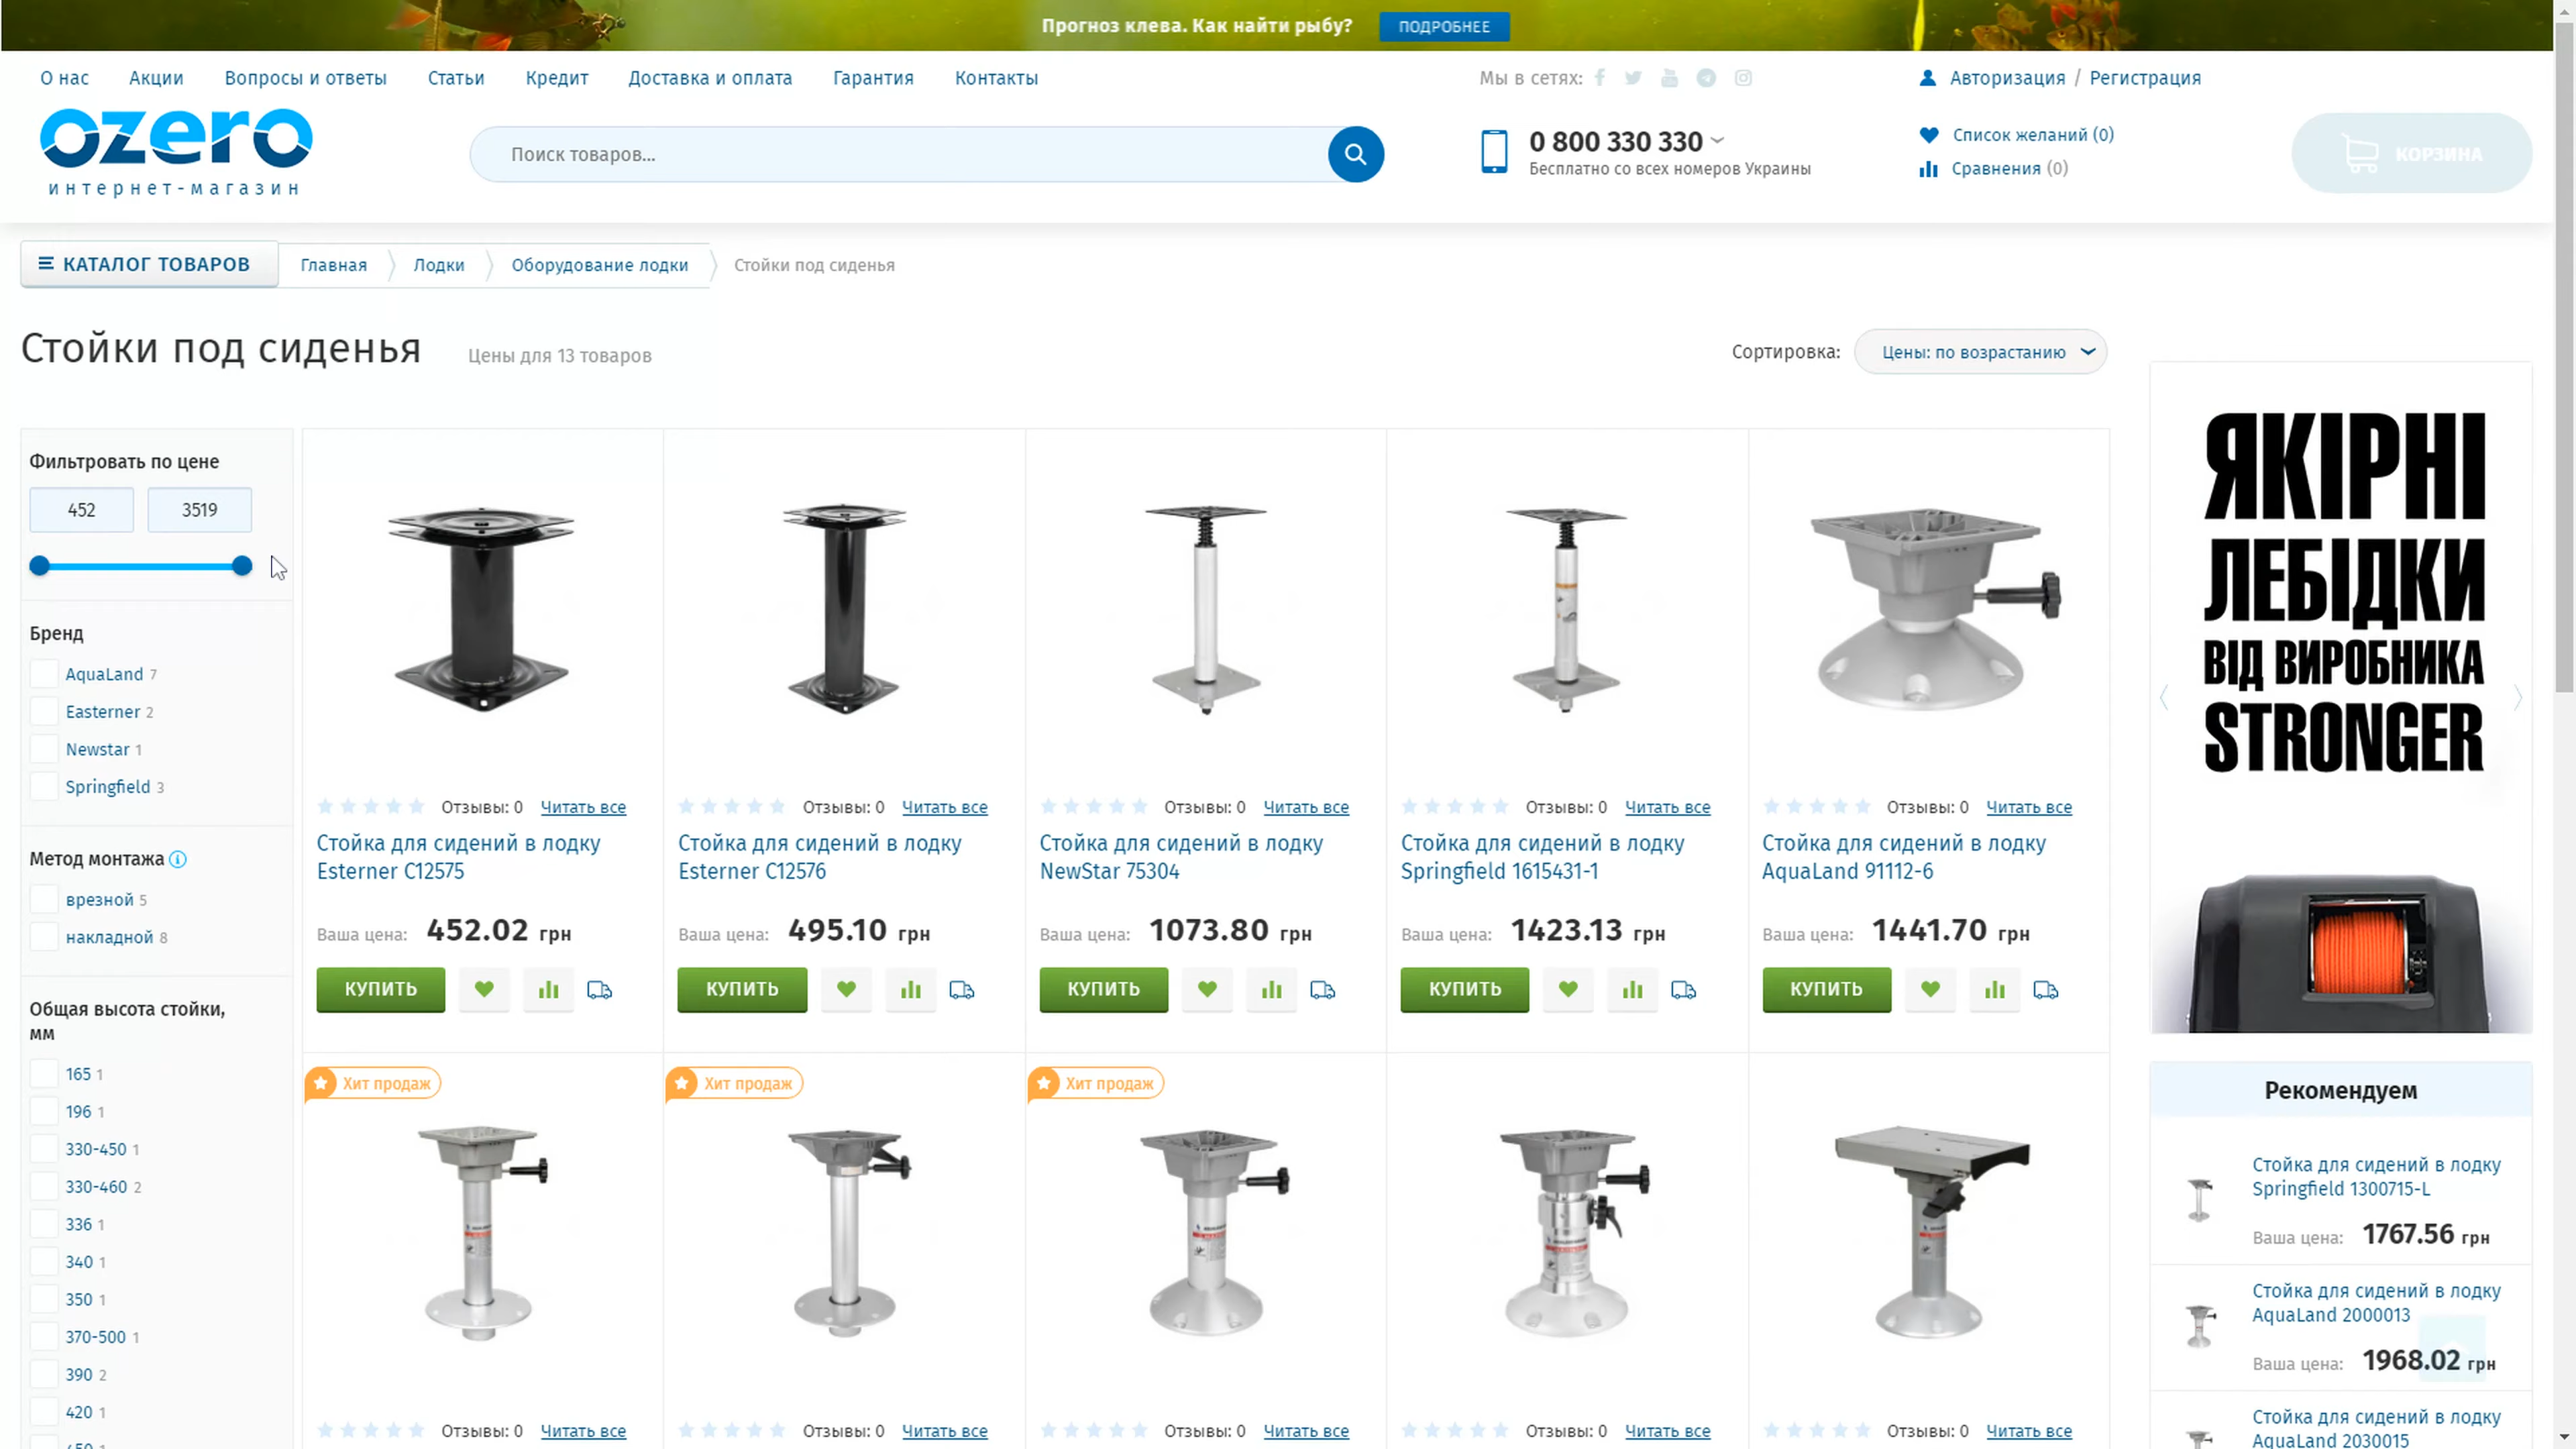 Прогноз клева. Как найти рыбу? ПОДРОБНЕЕ
О нас Акции Вопросы и ответы Статьи Кредит Доставка и оплата Гарантия Контакты Мы в сетях: Авторизация / Регистрация
ozero
интернет-магазин
Поиск товаров...
0 800 330 330
Бесплатно со всех номеров Украины
Список желаний (0)
Сравнения (0)
КОРЗИНА
КАТАЛОГ ТОВАРОВ Главная Лодки Оборудование лодки Стойки под сиденья
Стойки под сиденья Цены для 13 товаров Сортировка: Цены: по возрастанию
Фильтровать по цене
452 3519
Бренд
AquaLand 7
Easterner 2
Newstar 1
Springfield 3
Метод монтажа
врезной 5
накладной 8
Общая высота стойки,
мм
165 1
196 1
330-450 1
330-460 2
336 1
340 1
350 1
370-500 1
390 2
420 1
Отзывы: 0 Читать все
Стойка для сидений в лодку
Esterner C12575
Ваша цена: 452.02 грн
КУПИТЬ
Отзывы: 0 Читать все
Стойка для сидений в лодку
Esterner C12576
Ваша цена: 495.10 грн
КУПИТЬ
Отзывы: 0 Читать все
Стойка для сидений в лодку
NewStar 75304
Ваша цена: 1073.80 грн
КУПИТЬ
Отзывы: 0 Читать все
Стойка для сидений в лодку
Springfield 1615431-1
Ваша цена: 1423.13 грн
КУПИТЬ
Отзывы: 0 Читать все
Стойка для сидений в лодку
AquaLand 91112-6
Ваша цена: 1441.70 грн
КУПИТЬ
Хит продаж
Отзывы: 0 Читать все
Хит продаж
Отзывы: 0 Читать все
Хит продаж
Отзывы: 0 Читать все
Отзывы: 0 Читать все
Отзывы: 0 Читать все
ЯКІРНІ
ЛЕБІДКИ
ВІД ВИРОБНИКА
STRONGER
Рекомендуем
Стойка для сидений в лодку
Springfield 1300715-L
Ваша цена: 1767.56 грн
Стойка для сидений в лодку
AquaLand 2000013
Ваша цена: 1968.02 грн
Стойка для сидений в лодку
AquaLand 2030015